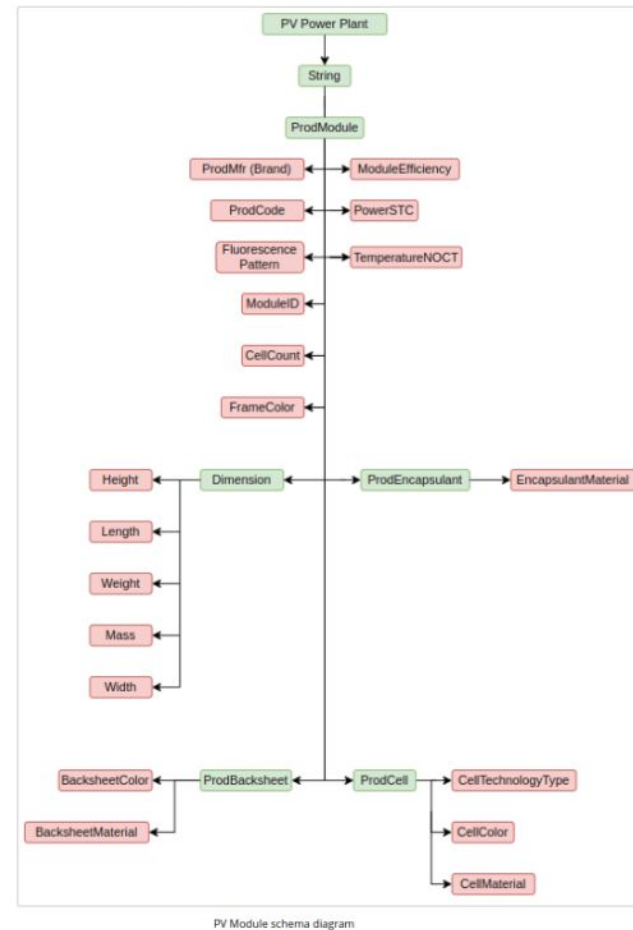 PV Power Plant
String
ProdModule
ProdMfr (Brand)
ModuleEfficiency
ProdCode
PowerSTC
Fluorescence
Pattern
TemperatureNOCT
ModuleID
CellCount
FrameColor
Height
Dimension
ProdEncapsulant
EncapsulantMaterial
Length
Weight
Mass
Width
BacksheetColor
ProdBacksheet
ProdCell
CellTechnologyType
BacksheetMaterial
CellColor
CellMaterial
PV Module schema diagram